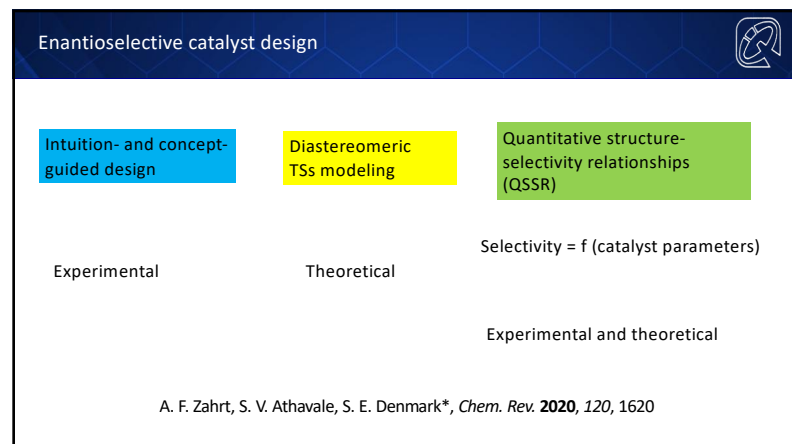 Enantioselective catalyst design
Intuition- and concept-
guided design
Diastereomeric
TSs modeling
Quantitative structure-
selectivity relationships
(QSSR)
Selectivity = f (catalyst parameters)
Experimental
Theoretical
Experimental and theoretical
A. F. Zahrt, S. V. Athavale, S. E. Denmark*, Chem. Rev. 2020, 120, 1620